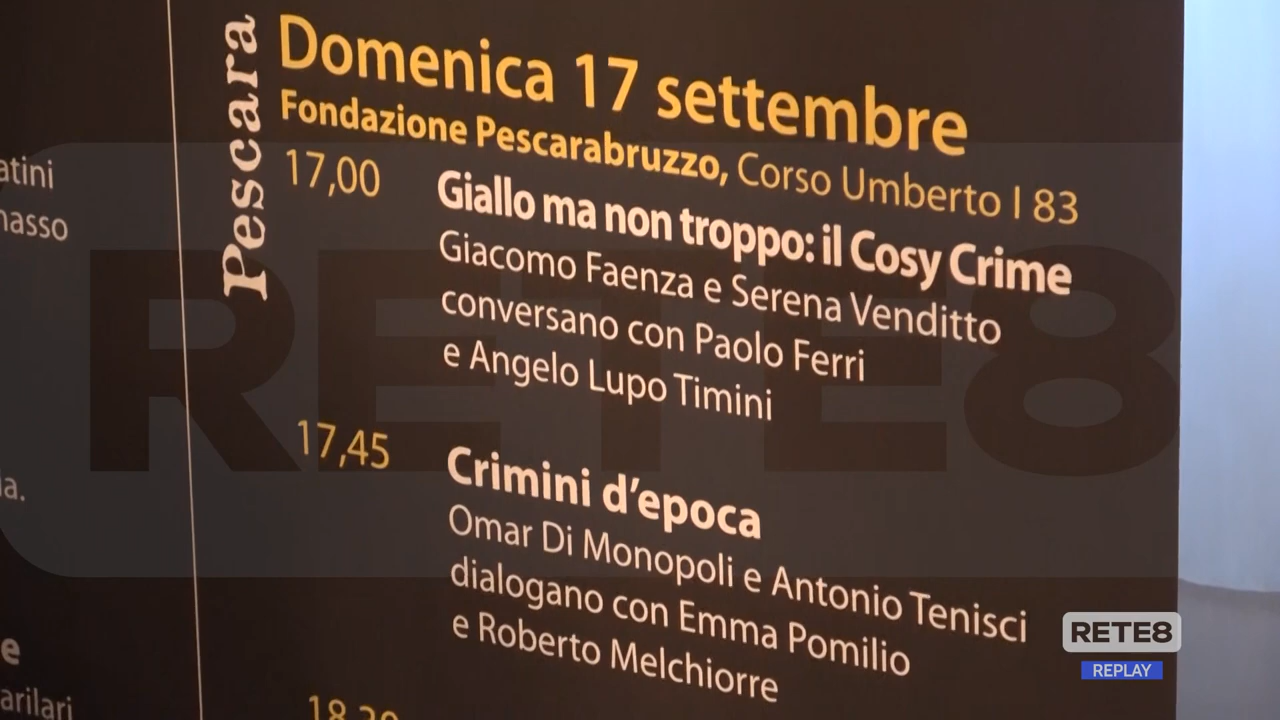 Pescara
Domenica 17 settembre
Fondazione Pescarabruzzo, Corso Umberto I 83
17,00
Giallo ma non troppo: il Cosy Crime
Giacomo Faenza e Serena Venditto
conversano con Paolo Ferri
e Angelo Lupo Timini
17,45
Crimini d'epoca
Omar Di Monopoli e Antonio Tenisci
dialogano con Emma Pomilio
e Roberto Melchiorre
RETE8
RETE8
REPLAY